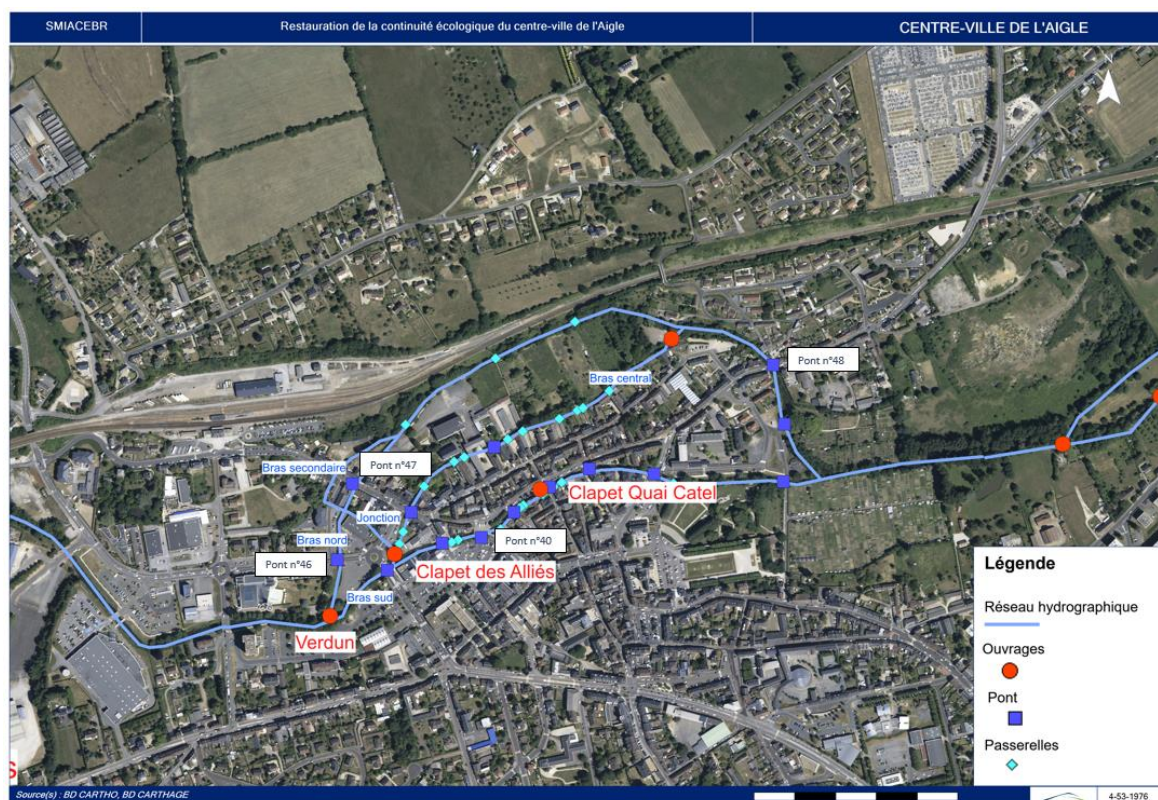 SMIACEBR
Restauration de la continuité écologique du centre-ville de l'Aigle
CENTRE-VILLE DE L'AIGLE
N
Pont n°48
Bras central
Bras secondaire
Pont n°47
Clapet Quai Catel
Jonction
Bras nord
Pont n°40
Pont n°46
Clapet des Alliés
Bras sud
Verdun
Légende
Réseau hydrographique
Ouvrages
Pont
Passerelles
S
Source(s) : BD CARTHO, BD CARTHAGE
4-53-1976